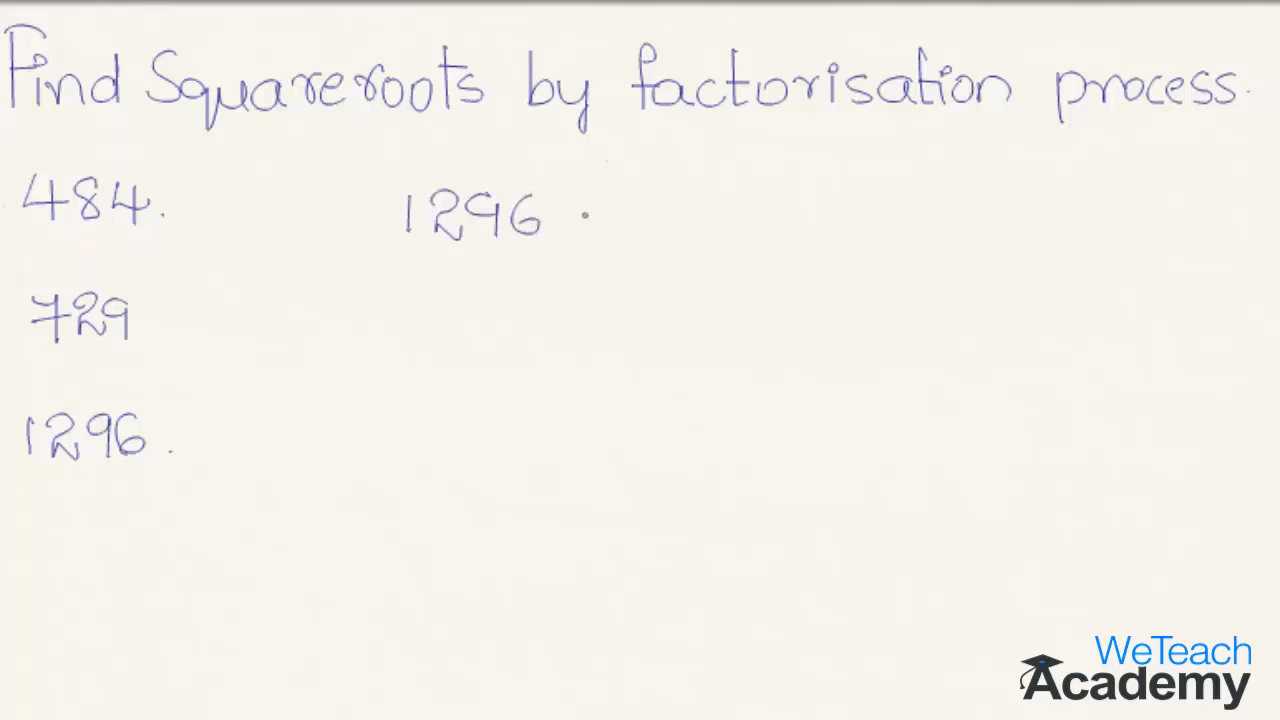 Find Squareroots by factorisation process.
484.
1296
729
1296.
WeTeach
Academy